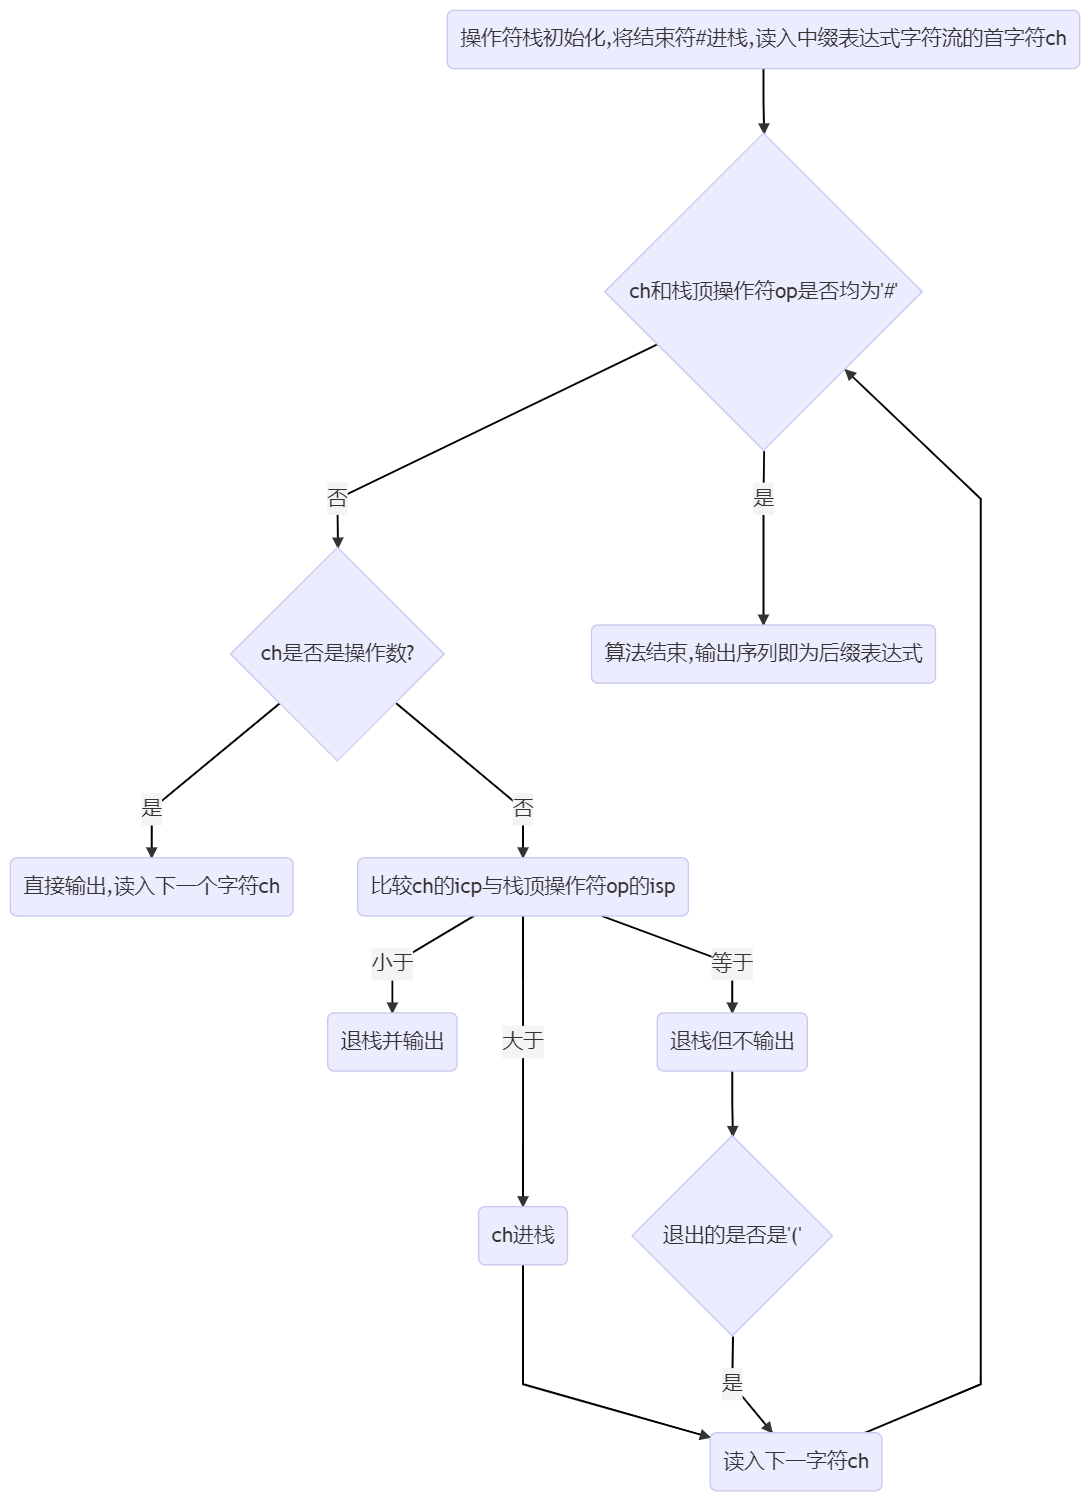 操作符栈初始化,将结束符#进栈,读入中缀表达式字符流的首字符ch
ch和栈顶操作符op是否均为'#'
否
是
ch是否是操作数?
算法结束,输出序列即为后缀表达式
是
否
直接输出,读入下一个字符ch
比较ch的icp与栈顶操作符op的isp
小于
等于
退栈并输出
大于
退栈但不输出
ch进栈
退出的是否是'('
是
读入下一字符ch